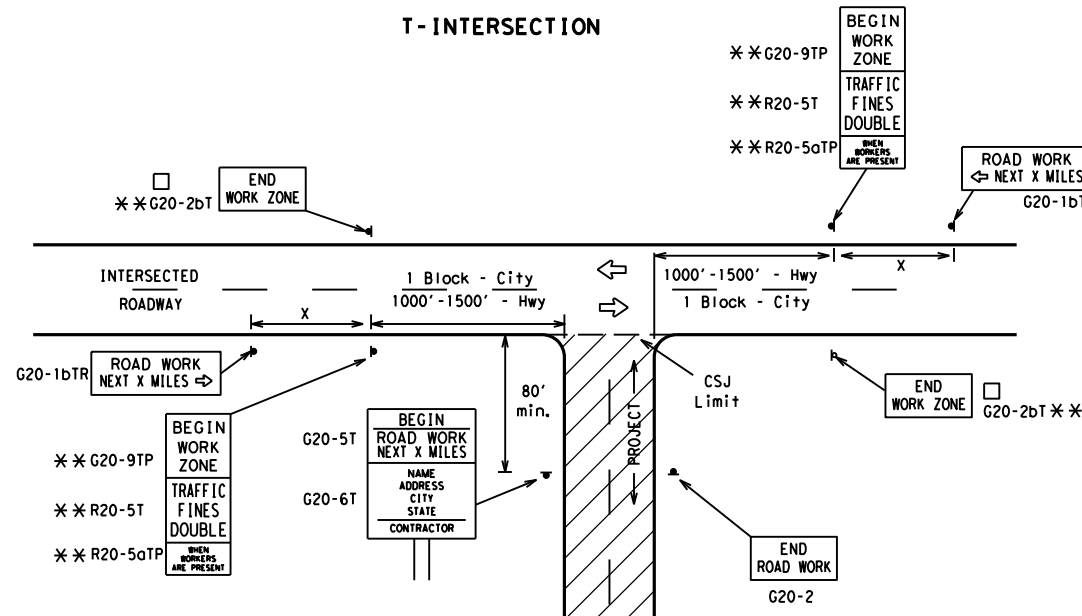 T-INTERSECTION
BEGIN
WORK
ZONE
TRAFFIC
FINES
DOUBLE
WHEN
WORKERS
ARE PRESENT
**G20-9TP
**R20-5T
**R20-5aTP
ROAD WORK
⇦ NEXT X MILES
G20-1bT
□
**G20-2bT
END
WORK ZONE
INTERSECTED
ROADWAY
1 Block - City
1000'-1500' - Hwy
X
1000'-1500' - Hwy
1 Block - City
X
⇦
⇨
G20-1bTR
ROAD WORK
NEXT X MILES ⇨
80'
min.
CSJ
Limit
PROJECT
END
WORK ZONE
□
G20-2bT**
**G20-9TP
**R20-5T
**R20-5aTP
BEGIN
WORK
ZONE
TRAFFIC
FINES
DOUBLE
WHEN
WORKERS
ARE PRESENT
G20-5T
G20-6T
BEGIN
ROAD WORK
NEXT X MILES
NAME
ADDRESS
CITY
STATE
CONTRACTOR
END
ROAD WORK
G20-2